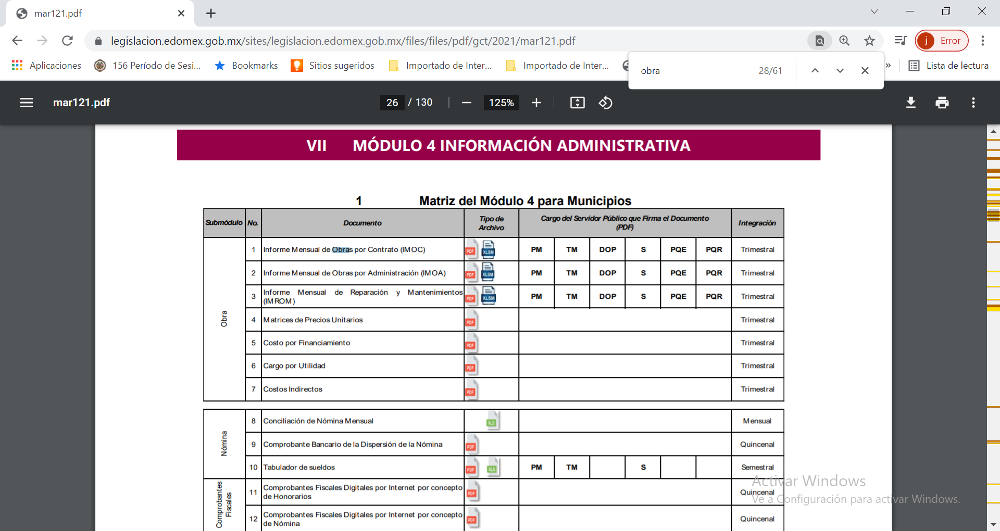 mar121.pdf
legislacion.edomex.gob.mx/sites/legislacion.edomex.gob.mx/files/files/pdf/gct/2021/mar121.pdf
j Error
Aplicaciones 156 Período de Sesi... Bookmarks Sitios sugeridos Importado de Inter... Importado de Inter... » Lista de lectura
obra 28/61
mar121.pdf 26 / 130 125%
VII MÓDULO 4 INFORMACIÓN ADMINISTRATIVA
1 Matriz del Módulo 4 para Municipios
Submódulo No. Documento Tipo de Archivo Cargo del Servidor Público que Firma el Documento (PDF) Integración
Obra
1 Informe Mensual de Obras por Contrato (IMOC) PDF XLSM PM TM DOP S PQE PQR Trimestral
2 Informe Mensual de Obras por Administración (IMOA) PDF XLSM PM TM DOP S PQE PQR Trimestral
3 Informe Mensual de Reparación y Mantenimientos (IMROM) PDF XLSM PM TM DOP S PQE PQR Trimestral
4 Matrices de Precios Unitarios PDF Trimestral
5 Costo por Financiamiento PDF Trimestral
6 Cargo por Utilidad PDF Trimestral
7 Costos Indirectos PDF Trimestral
Nómina
8 Conciliación de Nómina Mensual XLS Mensual
9 Comprobante Bancario de la Dispersión de la Nómina PDF Quincenal
10 Tabulador de sueldos PDF XLS PM TM S Semestral
Comprobantes Fiscales
11 Comprobantes Fiscales Digitales por Internet por concepto de Honorarios PDF Quincenal
12 Comprobantes Fiscales Digitales por Internet por concepto de Nómina PDF Quincenal
Activar Windows
Ve a Configuración para activar Windows.